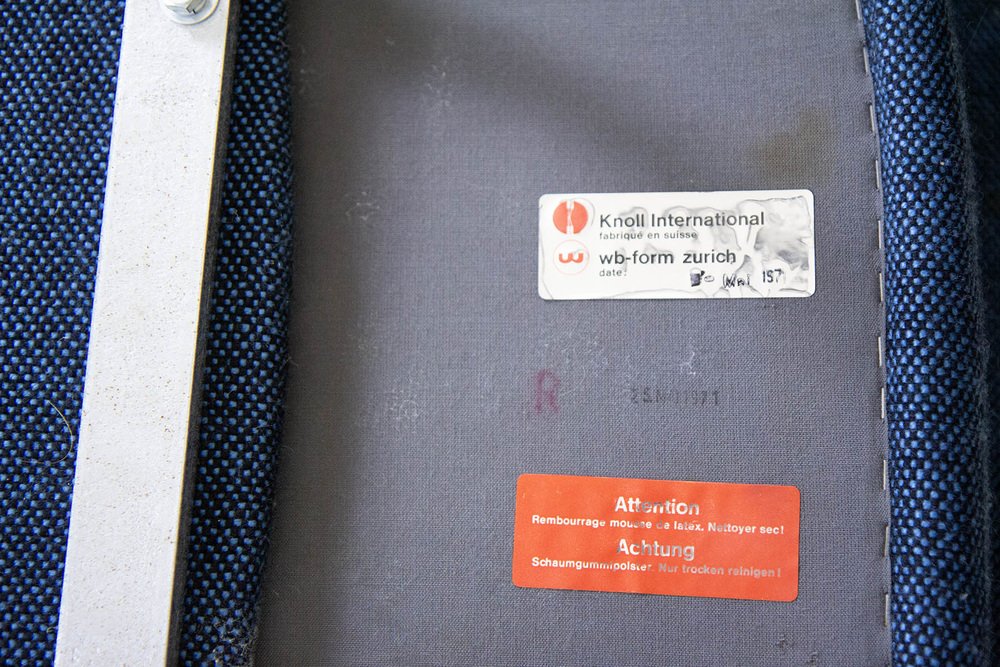 Knoll International
fabriqué en suisse
wb-form zurich
date:
R
1971
Attention
Rembourrage mousse de latex. Nettoyer sec!
Achtung
Schaumgummipolster. Nur trocken reinigen!